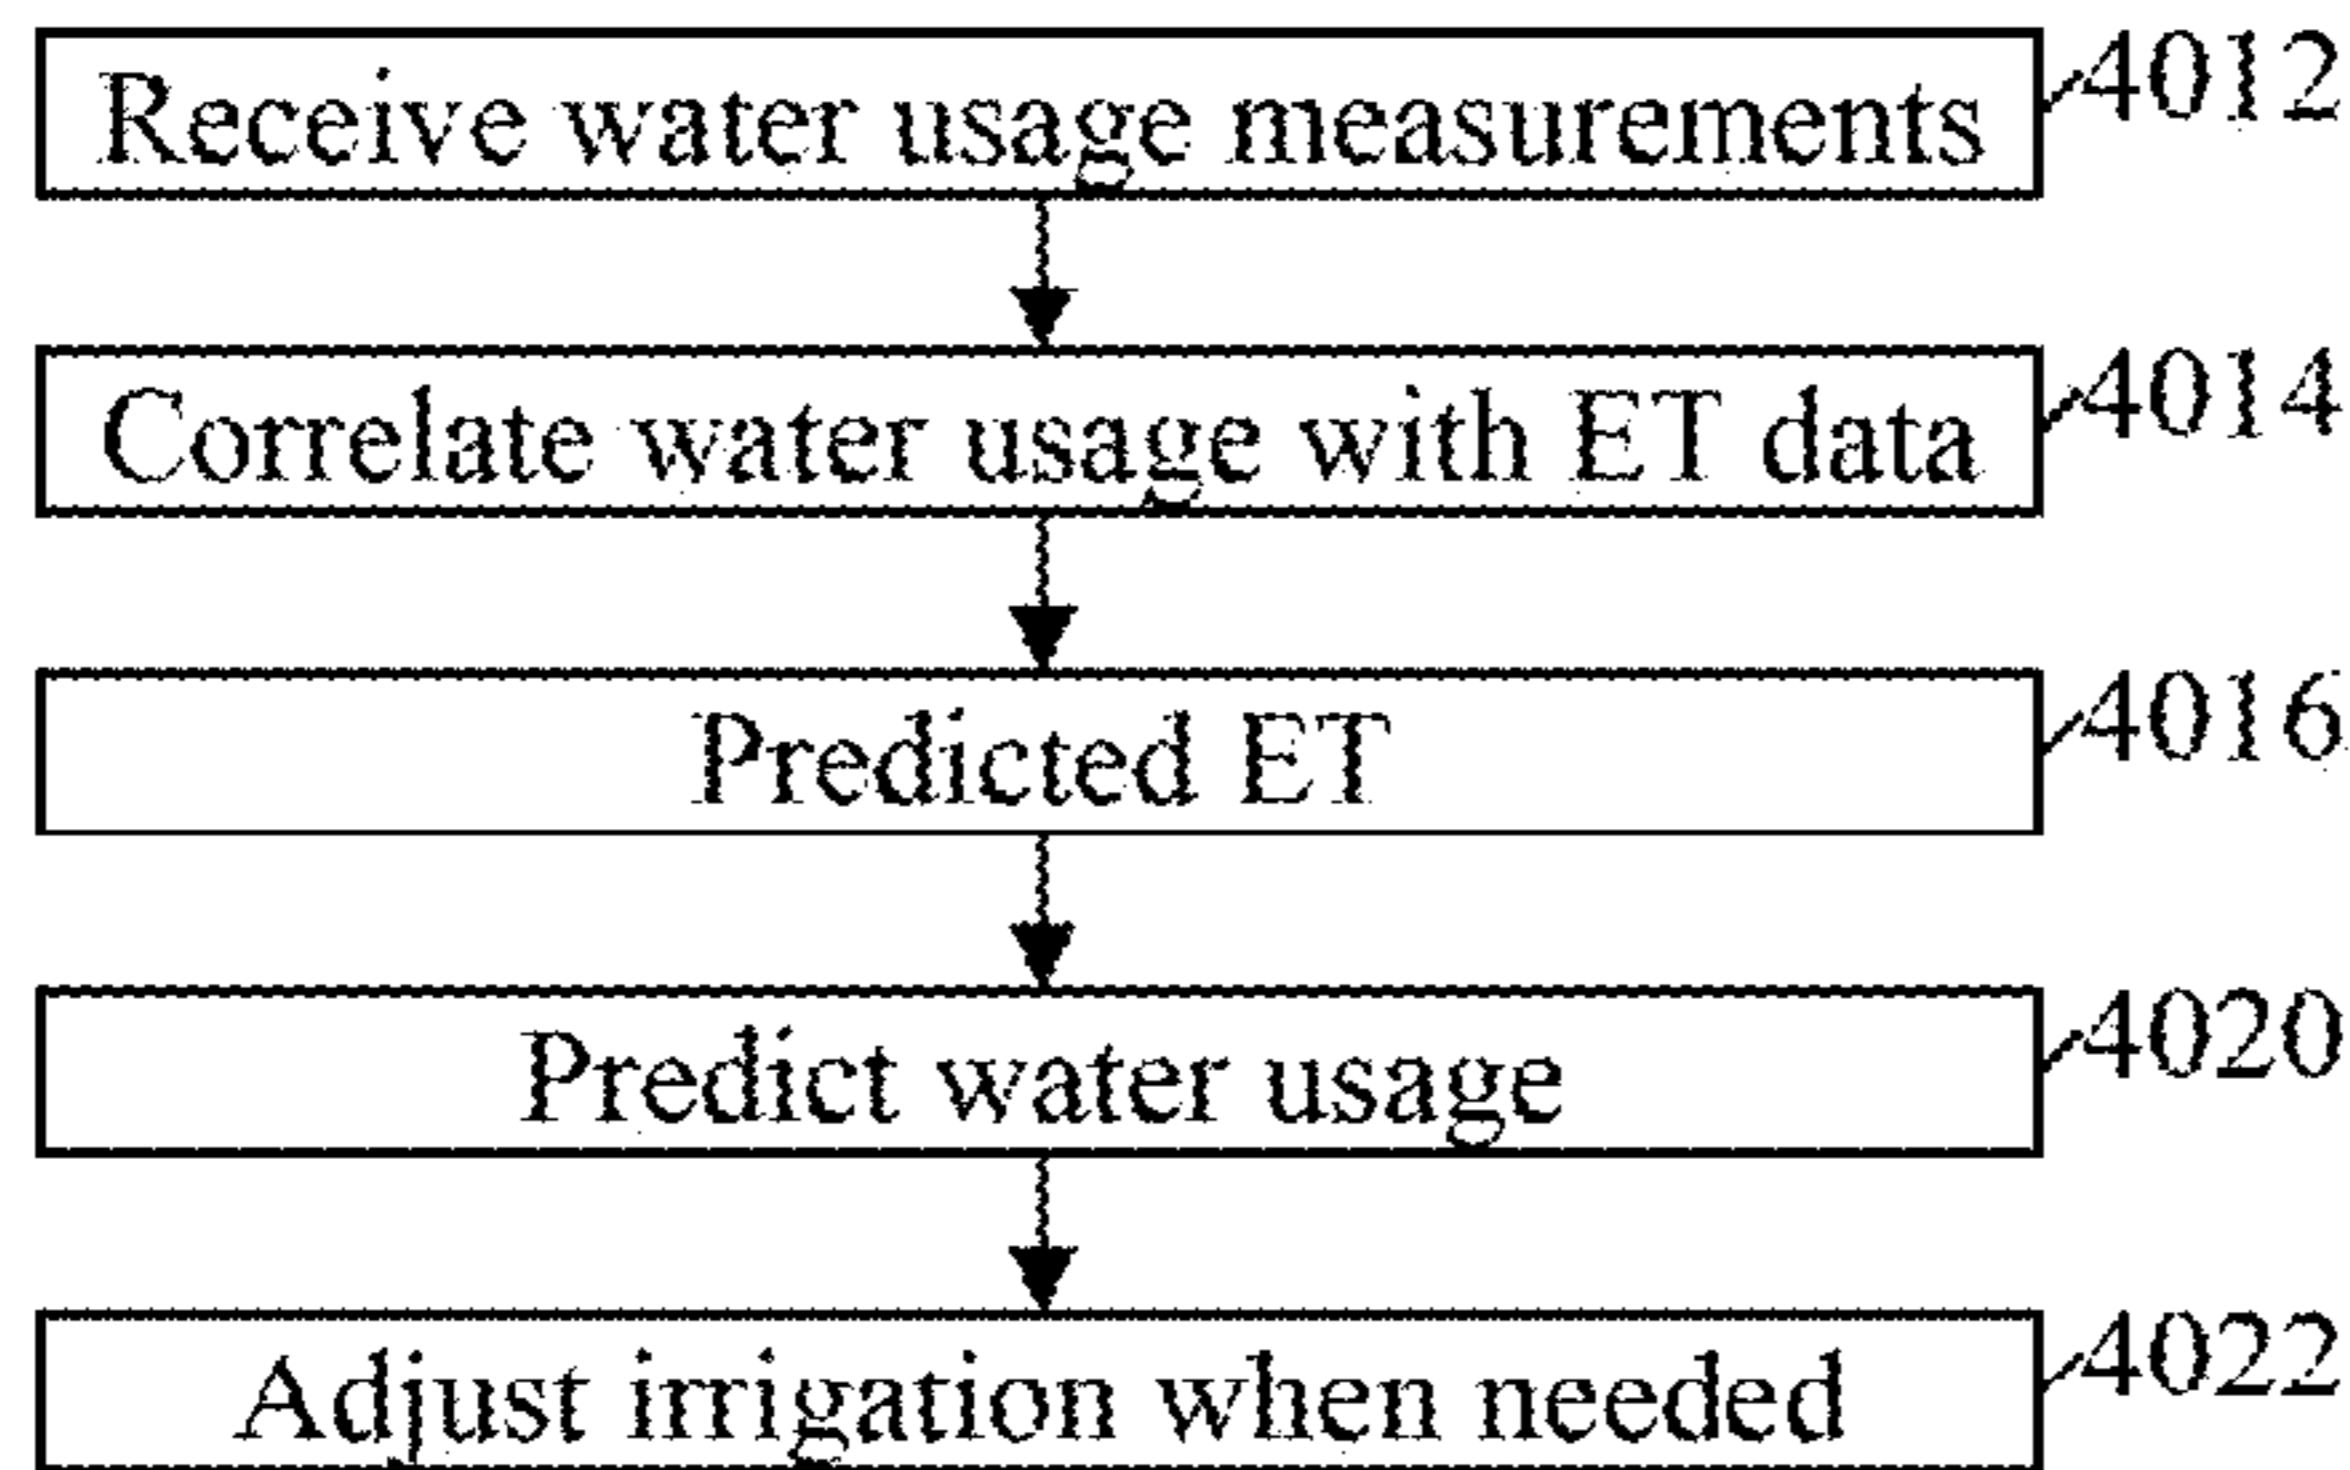 Receive water usage measurements 4012
Correlate water usage with ET data 4014
Predicted ET 4016
Predict water usage 4020
Adjust irrigation when needed 4022